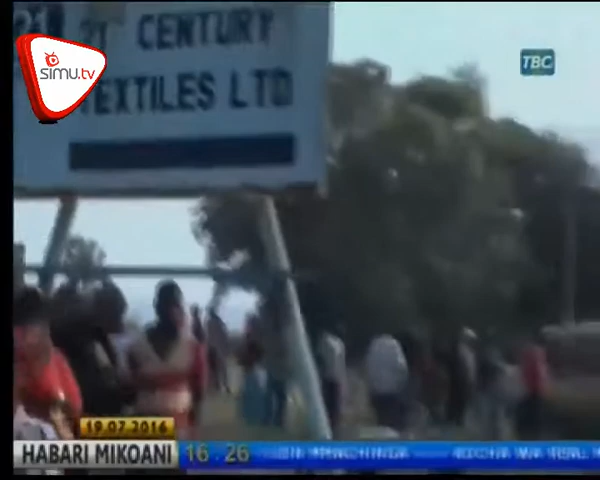 21 CENTURY
TEXTILES LTD
SIMU.TV
TBC
19.07.2016
HABARI MIKOANI
16 26